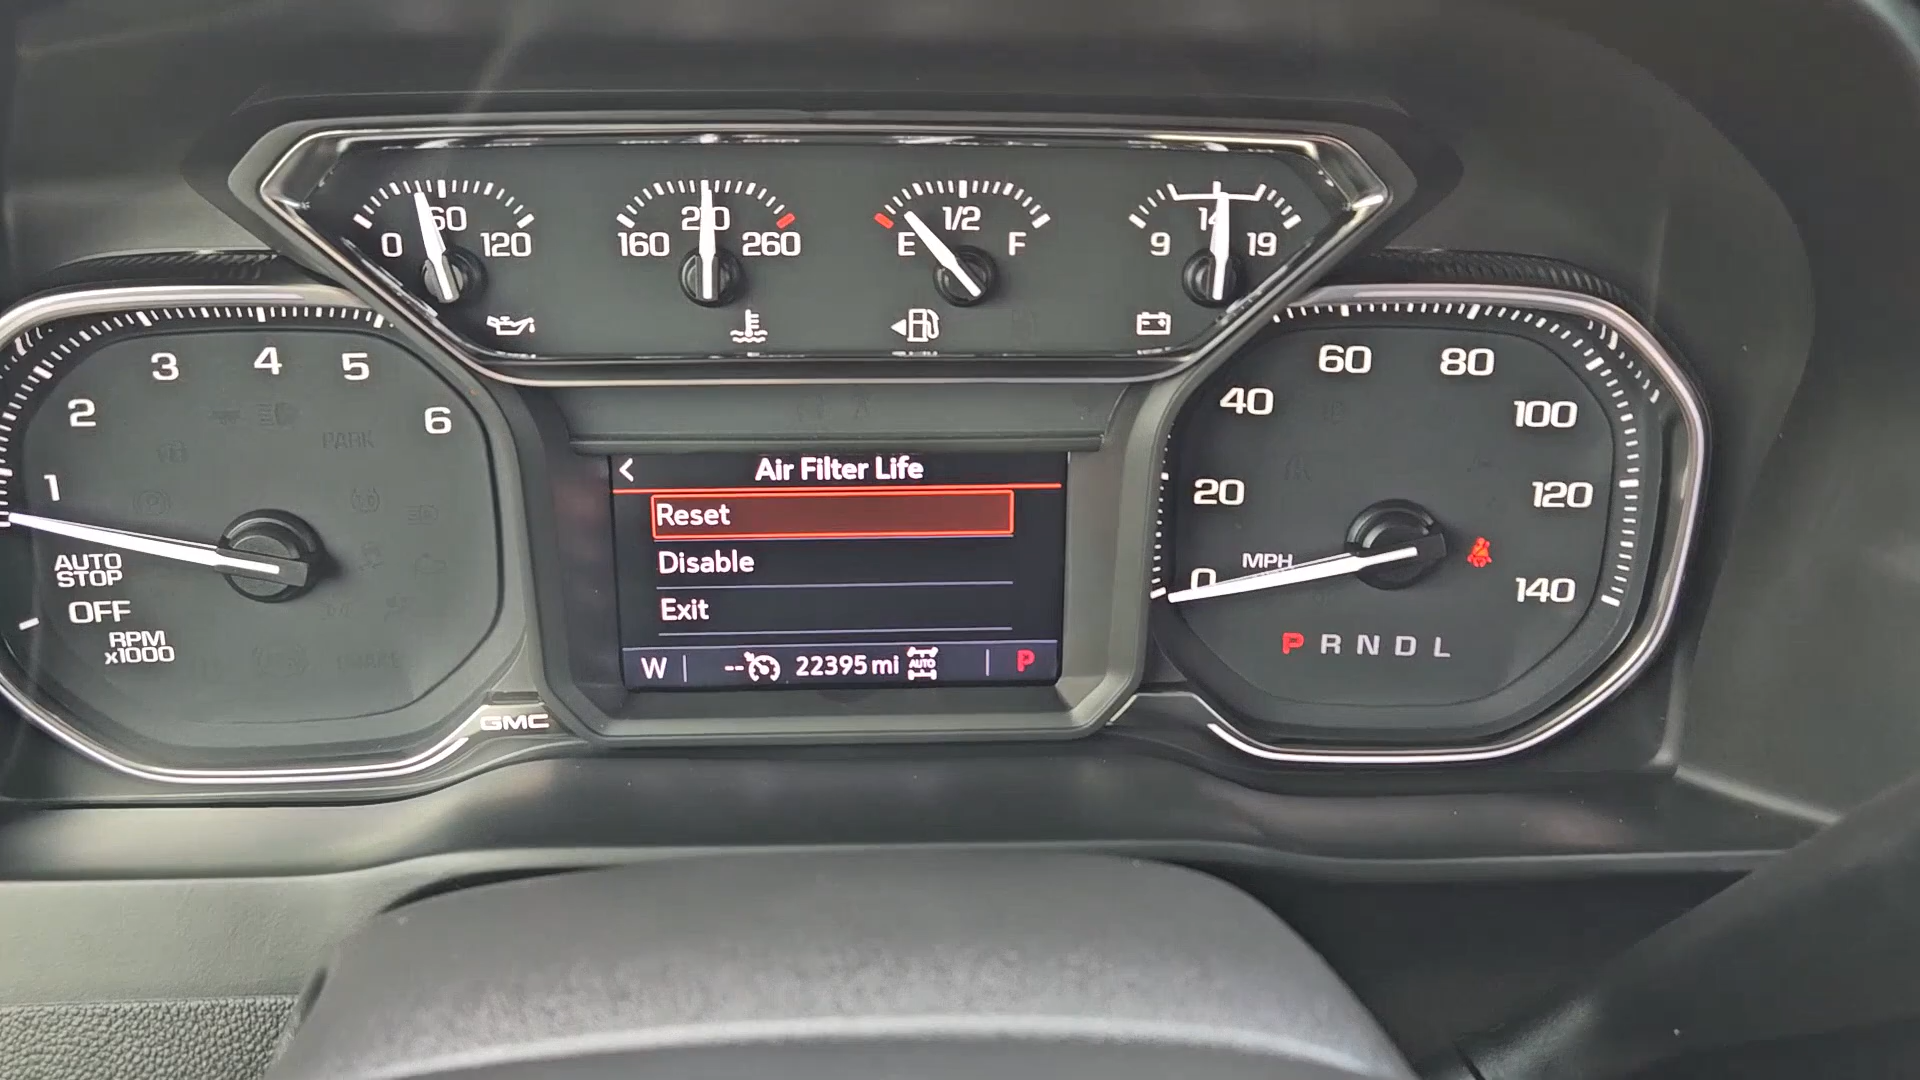 0 60 120
160 210 260
E 1/2 F
9 14 19
1 2 3 4 5 6
AUTO
STOP
OFF
RPM
x1000
PARK
GMC
Air Filter Life
Reset
Disable
Exit
W -- 22395 mi AUTO P
0 20 40 60 80 100 120 140
MPH
P R N D L